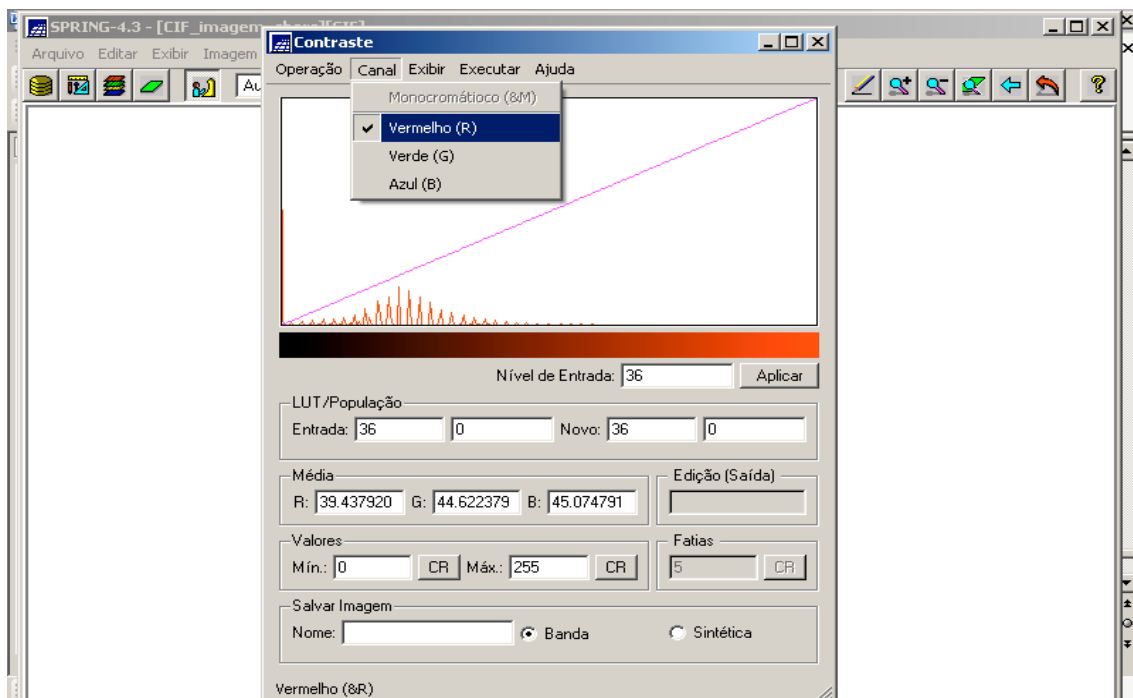 SPRING-4.3 - [CIF_imagem
Arquivo Editar Exibir Imagem
Au
Contraste
Operação Canal Exibir Executar Ajuda
Monocromátioco (&M)
Vermelho (R)
Verde (G)
Azul (B)
Nível de Entrada: 36 Aplicar
LUT/População
Entrada: 36 0 Novo: 36 0
Média
R: 39.437920 G: 44.622379 B: 45.074791
Edição (Saída)
Valores
Mín.: 0 CR Máx.: 255 CR
Fatias
5 CR
Salvar Imagem
Nome: Banda Sintética
Vermelho (&R)